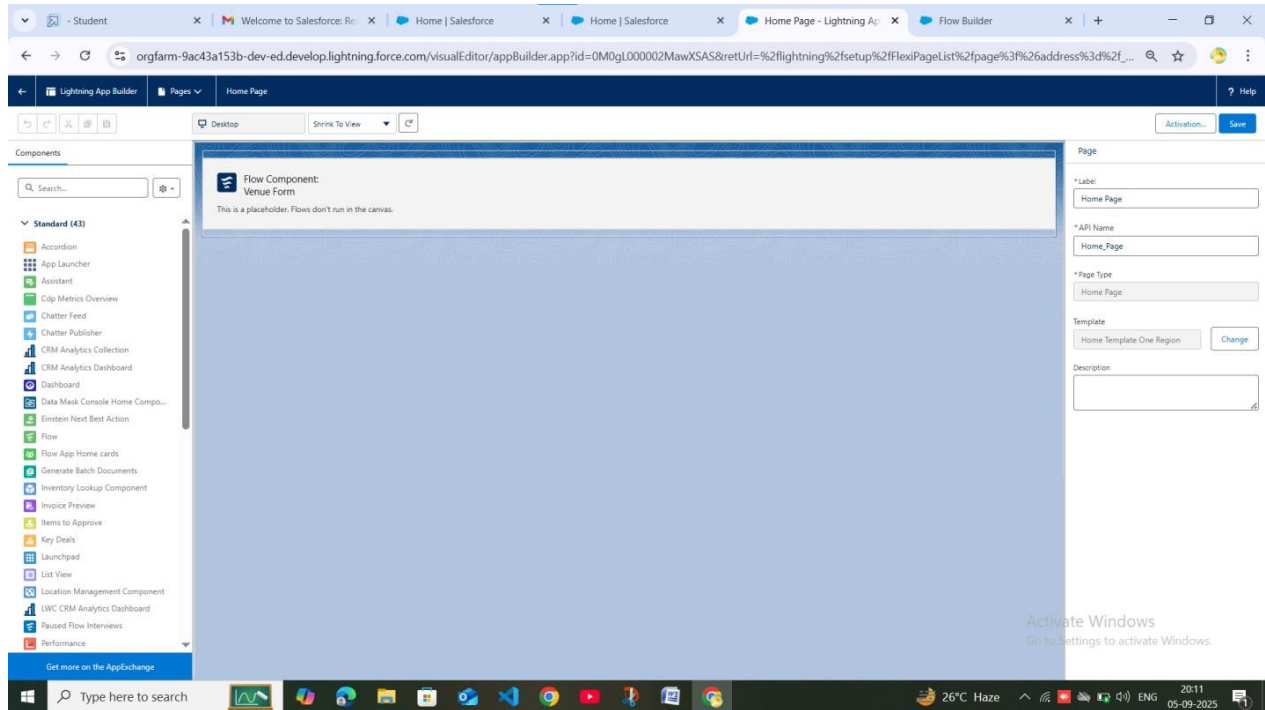 - Student
Welcome to Salesforce: Re
Home | Salesforce
Home | Salesforce
Home Page - Lightning Ap
Flow Builder
orgfarm-9ac43a153b-dev-ed.develop.lightning.force.com/visualEditor/appBuilder.app?id=0M0gL000002MawXSAS&retUrl=%2flightning%2fsetup%2fFlexiPageList%2fpage%3f%26address%3d%2f_...
Lightning App Builder
Pages
Home Page
? Help
Desktop
Shrink To View
Activation...
Save
Components
Search...
Standard (43)
Accordion
App Launcher
Assistant
Cdp Metrics Overview
Chatter Feed
Chatter Publisher
CRM Analytics Collection
CRM Analytics Dashboard
Dashboard
Data Mask Console Home Compo...
Einstein Next Best Action
Flow
Flow App Home cards
Generate Batch Documents
Inventory Lookup Component
Invoice Preview
Items to Approve
Key Deals
Launchpad
List View
Location Management Component
LWC CRM Analytics Dashboard
Paused Flow Interviews
Performance
Get more on the AppExchange
Flow Component:
Venue Form
This is a placeholder. Flows don't run in the canvas.
Page
*Label
Home Page
*API Name
Home_Page
*Page Type
Home Page
Template
Home Template One Region
Change
Description
Activate Windows
Go to Settings to activate Windows.
Type here to search
26°C Haze
ENG
20:11
05-09-2025